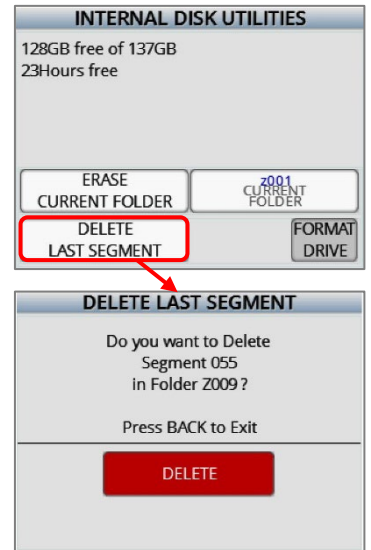 INTERNAL DISK UTILITIES
128GB free of 137GB
23Hours free
ERASE
CURRENT FOLDER
z001
CURRENT
FOLDER
DELETE
LAST SEGMENT
FORMAT
DRIVE
DELETE LAST SEGMENT
Do you want to Delete
Segment 055
in Folder Z009 ?
Press BACK to Exit
DELETE